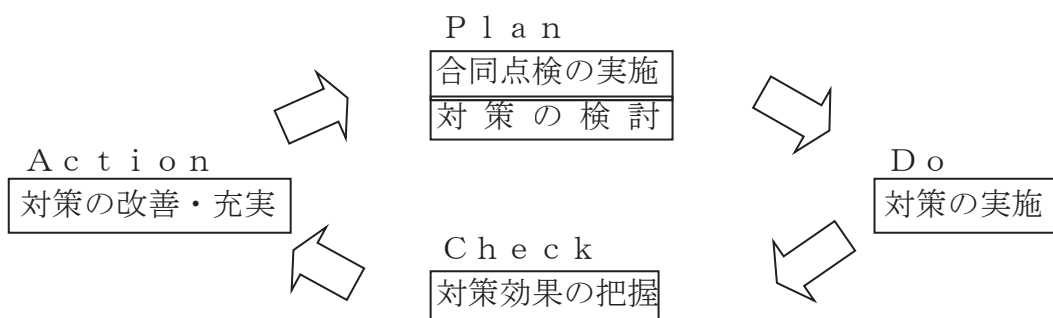 Ｐｌａｎ
合同点検の実施
対策の検討
Ａｃｔｉｏｎ
対策の改善・充実
Ｄｏ
対策の実施
Ｃｈｅｃｋ
対策効果の把握